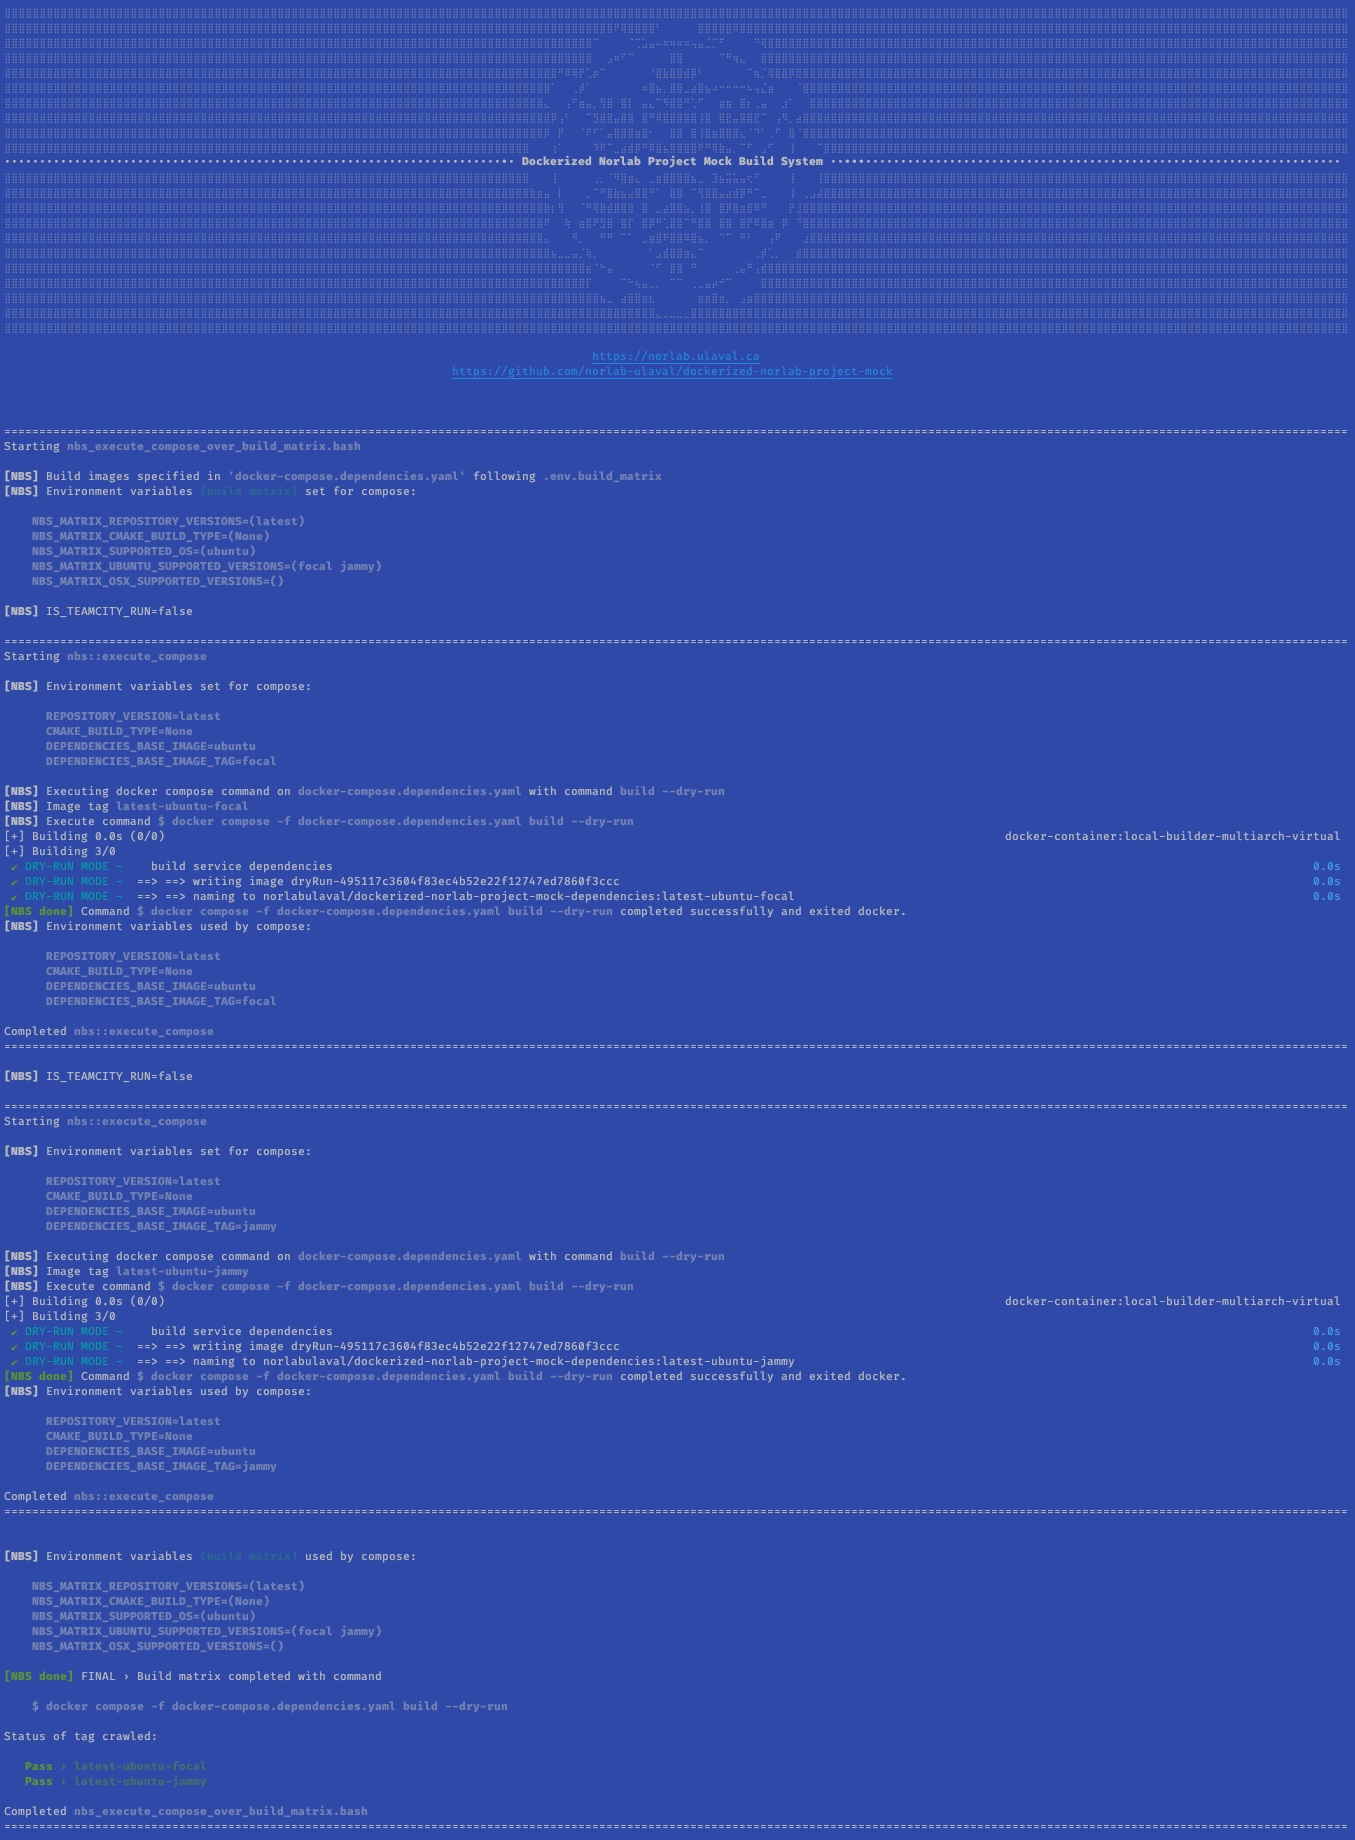 Dockerized Norlab Project Mock Build System
https://norlab.ulaval.ca
https://github.com/norlab-ulaval/dockerized-norlab-project-mock
Starting nbs_execute_compose_over_build_matrix.bash
[NBS] Build images specified in 'docker-compose.dependencies.yaml' following .env.build_matrix
[NBS] Environment variables (build matrix) set for compose:
NBS_MATRIX_REPOSITORY_VERSIONS=(latest)
NBS_MATRIX_CMAKE_BUILD_TYPE=(None)
NBS_MATRIX_SUPPORTED_OS=(ubuntu)
NBS_MATRIX_UBUNTU_SUPPORTED_VERSIONS=(focal jammy)
NBS_MATRIX_OSX_SUPPORTED_VERSIONS=()
[NBS] IS_TEAMCITY_RUN=false
Starting nbs::execute_compose
[NBS] Environment variables set for compose:
REPOSITORY_VERSION=latest
CMAKE_BUILD_TYPE=None
DEPENDENCIES_BASE_IMAGE=ubuntu
DEPENDENCIES_BASE_IMAGE_TAG=focal
[NBS] Executing docker compose command on docker-compose.dependencies.yaml with command build --dry-run
[NBS] Image tag latest-ubuntu-focal
[NBS] Execute command $ docker compose -f docker-compose.dependencies.yaml build --dry-run
[+] Building 0.0s (0/0) docker-container:local-builder-multiarch-virtual
[+] Building 3/0
✔ DRY-RUN MODE - build service dependencies 0.0s
✔ DRY-RUN MODE - ==> ==> writing image dryRun-495117c3604f83ec4b52e22f12747ed7860f3ccc 0.0s
✔ DRY-RUN MODE - ==> ==> naming to norlabulaval/dockerized-norlab-project-mock-dependencies:latest-ubuntu-focal 0.0s
[NBS done] Command $ docker compose -f docker-compose.dependencies.yaml build --dry-run completed successfully and exited docker.
[NBS] Environment variables used by compose:
REPOSITORY_VERSION=latest
CMAKE_BUILD_TYPE=None
DEPENDENCIES_BASE_IMAGE=ubuntu
DEPENDENCIES_BASE_IMAGE_TAG=focal
Completed nbs::execute_compose
[NBS] IS_TEAMCITY_RUN=false
Starting nbs::execute_compose
[NBS] Environment variables set for compose:
REPOSITORY_VERSION=latest
CMAKE_BUILD_TYPE=None
DEPENDENCIES_BASE_IMAGE=ubuntu
DEPENDENCIES_BASE_IMAGE_TAG=jammy
[NBS] Executing docker compose command on docker-compose.dependencies.yaml with command build --dry-run
[NBS] Image tag latest-ubuntu-jammy
[NBS] Execute command $ docker compose -f docker-compose.dependencies.yaml build --dry-run
[+] Building 0.0s (0/0) docker-container:local-builder-multiarch-virtual
[+] Building 3/0
✔ DRY-RUN MODE - build service dependencies 0.0s
✔ DRY-RUN MODE - ==> ==> writing image dryRun-495117c3604f83ec4b52e22f12747ed7860f3ccc 0.0s
✔ DRY-RUN MODE - ==> ==> naming to norlabulaval/dockerized-norlab-project-mock-dependencies:latest-ubuntu-jammy 0.0s
[NBS done] Command $ docker compose -f docker-compose.dependencies.yaml build --dry-run completed successfully and exited docker.
[NBS] Environment variables used by compose:
REPOSITORY_VERSION=latest
CMAKE_BUILD_TYPE=None
DEPENDENCIES_BASE_IMAGE=ubuntu
DEPENDENCIES_BASE_IMAGE_TAG=jammy
Completed nbs::execute_compose
[NBS] Environment variables (build matrix) used by compose:
NBS_MATRIX_REPOSITORY_VERSIONS=(latest)
NBS_MATRIX_CMAKE_BUILD_TYPE=(None)
NBS_MATRIX_SUPPORTED_OS=(ubuntu)
NBS_MATRIX_UBUNTU_SUPPORTED_VERSIONS=(focal jammy)
NBS_MATRIX_OSX_SUPPORTED_VERSIONS=()
[NBS done] FINAL › Build matrix completed with command
$ docker compose -f docker-compose.dependencies.yaml build --dry-run
Status of tag crawled:
Pass › latest-ubuntu-focal
Pass › latest-ubuntu-jammy
Completed nbs_execute_compose_over_build_matrix.bash